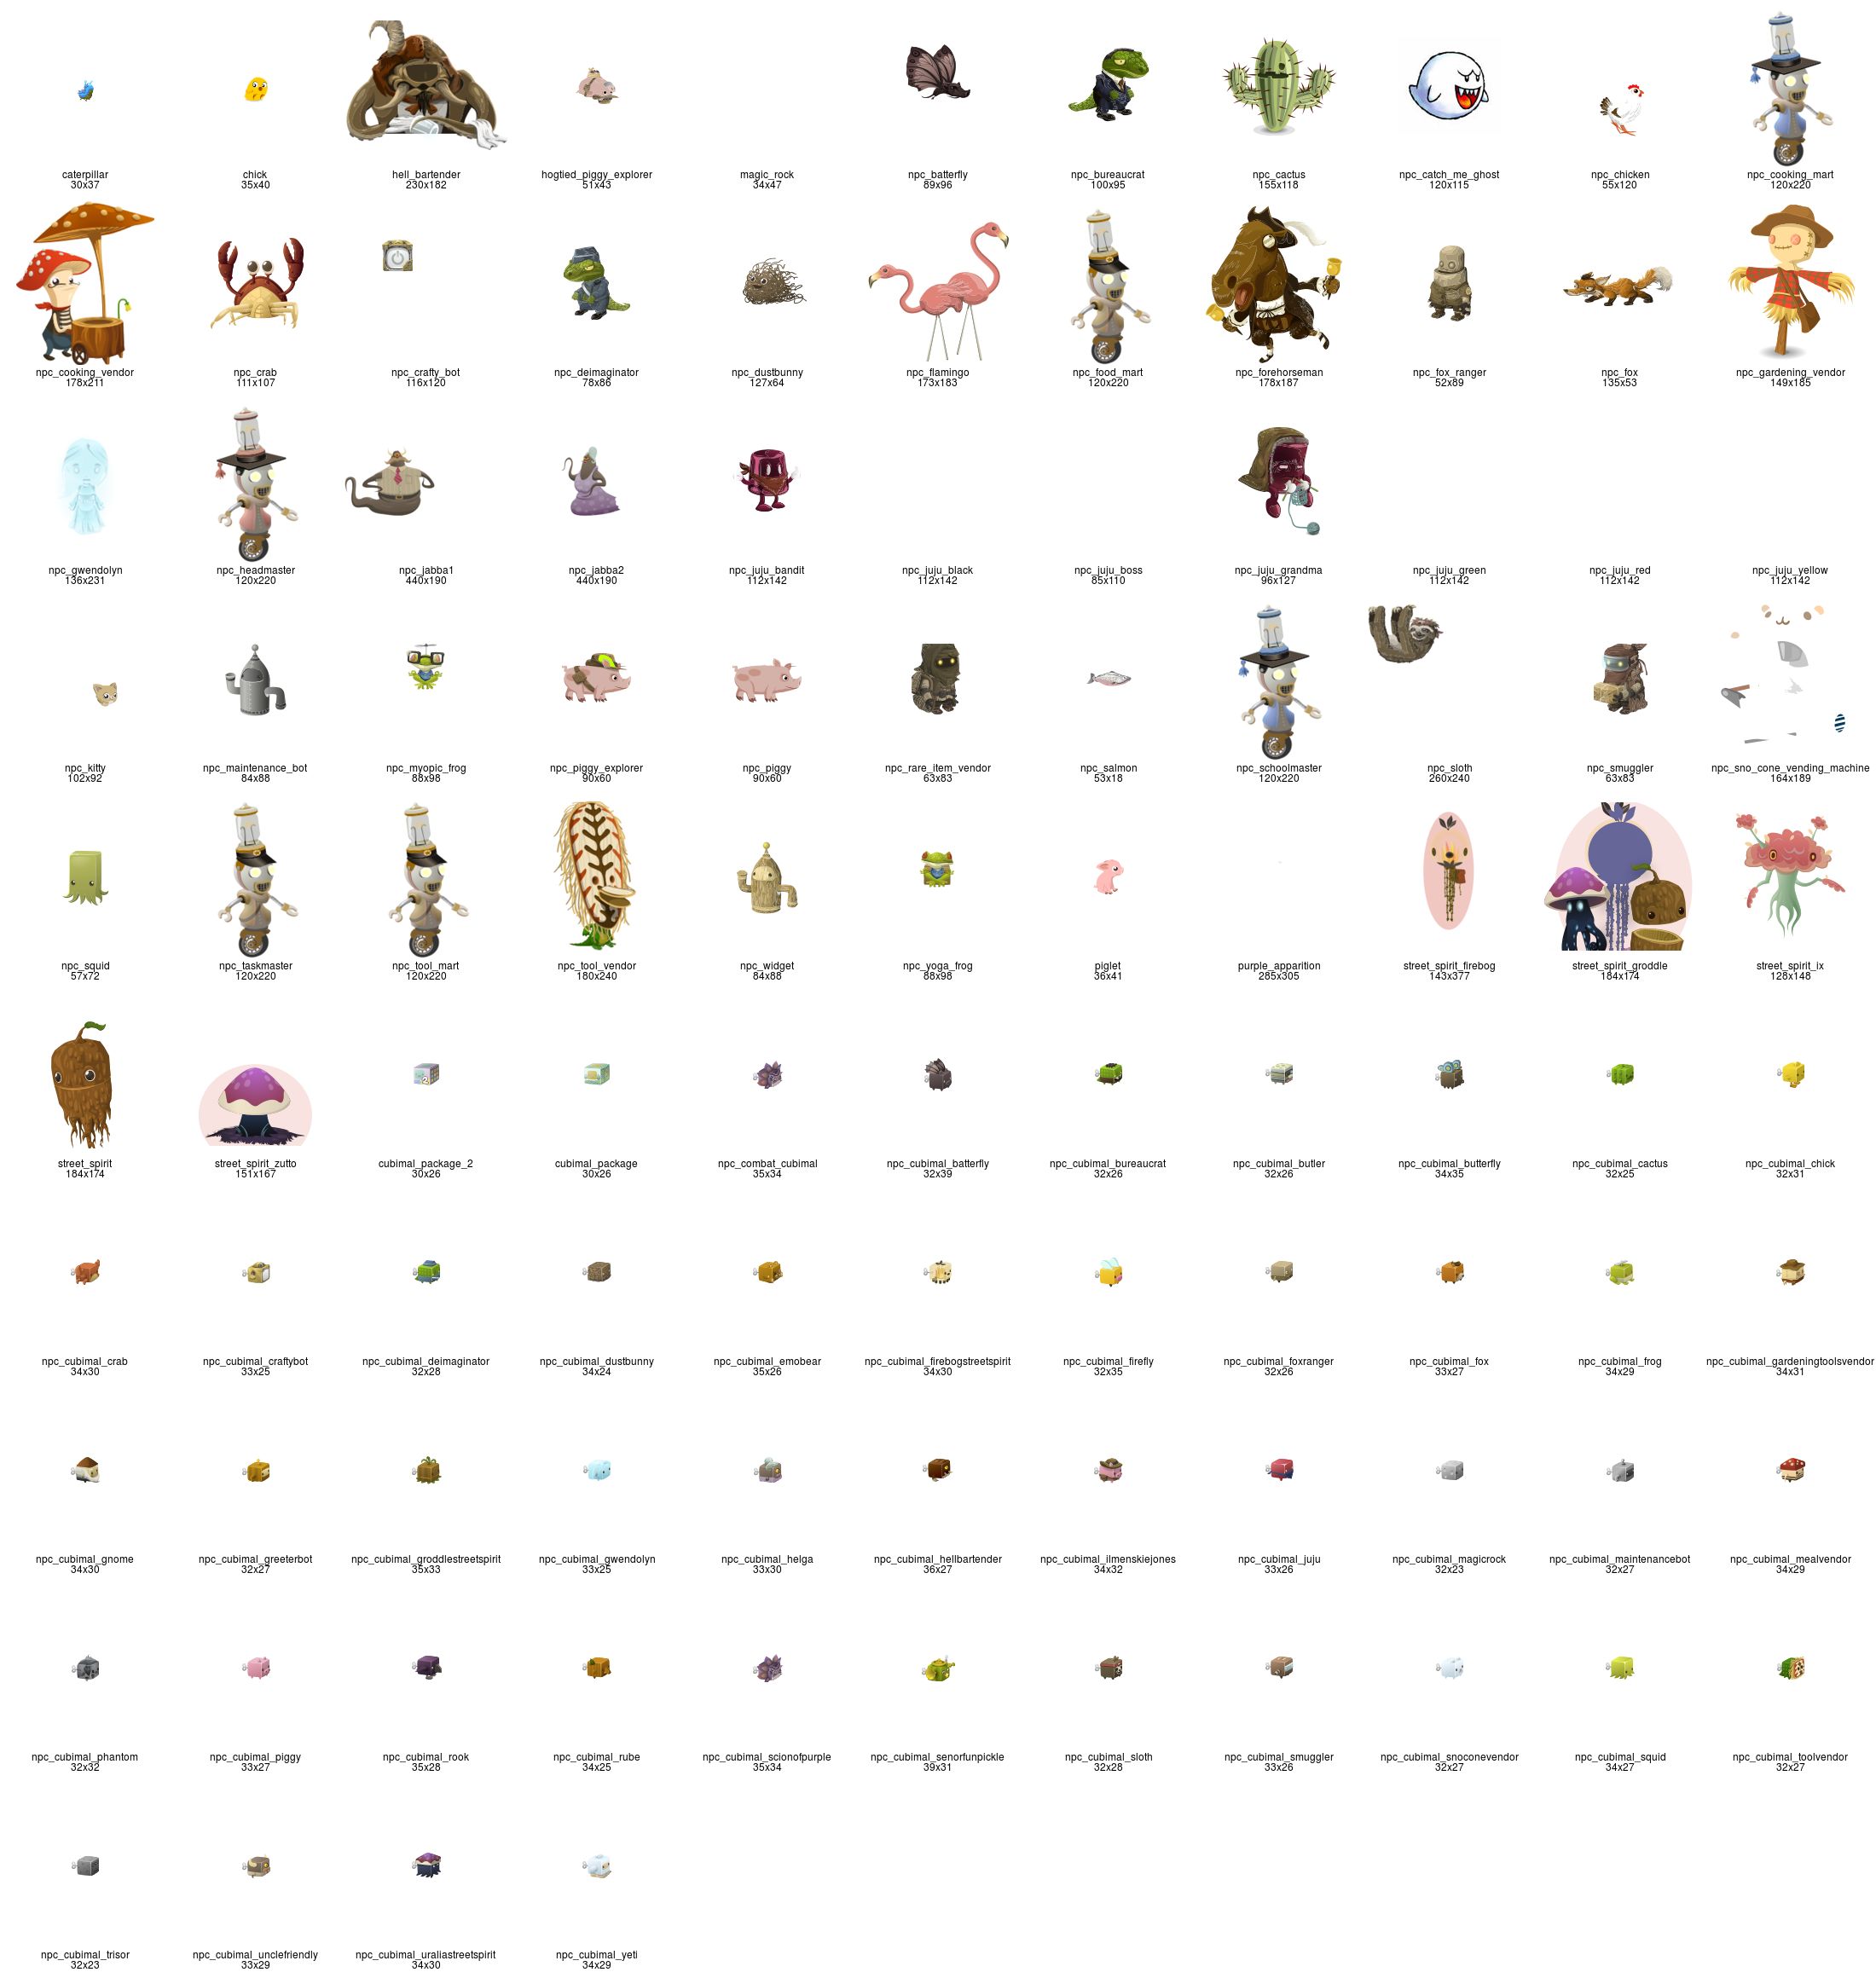 caterpillar
30x37
chick
35x40
hell_bartender
230x182
hogtied_piggy_explorer
51x43
magic_rock
34x47
npc_batterfly
89x96
npc_bureaucrat
100x95
npc_cactus
155x118
npc_catch_me_ghost
120x115
npc_chicken
55x120
npc_cooking_mart
120x220
npc_cooking_vendor
178x211
npc_crab
111x107
npc_crafty_bot
116x120
npc_deimaginator
78x86
npc_dustbunny
127x64
npc_flamingo
173x183
npc_food_mart
120x220
npc_forehorseman
178x187
npc_fox_ranger
52x89
npc_fox
135x53
npc_gardening_vendor
149x185
npc_gwendolyn
136x231
npc_headmaster
120x220
npc_jabba1
440x190
npc_jabba2
440x190
npc_juju_bandit
112x142
npc_juju_black
112x142
npc_juju_boss
85x110
npc_juju_grandma
96x127
npc_juju_green
112x142
npc_juju_red
112x142
npc_juju_yellow
112x142
npc_kitty
102x92
npc_maintenance_bot
84x88
npc_myopic_frog
88x98
npc_piggy_explorer
90x60
npc_piggy
90x60
npc_rare_item_vendor
63x83
npc_salmon
53x18
npc_schoolmaster
120x220
npc_sloth
260x240
npc_smuggler
63x83
npc_sno_cone_vending_machine
164x189
npc_squid
57x72
npc_taskmaster
120x220
npc_tool_mart
120x220
npc_tool_vendor
180x240
npc_widget
84x88
npc_yoga_frog
88x98
piglet
36x41
purple_apparition
285x305
street_spirit_firebog
143x377
street_spirit_groddle
184x174
street_spirit_ix
128x148
street_spirit
184x174
street_spirit_zutto
151x167
cubimal_package_2
30x26
cubimal_package
30x26
npc_combat_cubimal
35x34
npc_cubimal_batterfly
32x39
npc_cubimal_bureaucrat
32x26
npc_cubimal_butler
32x26
npc_cubimal_butterfly
34x35
npc_cubimal_cactus
32x25
npc_cubimal_chick
32x31
npc_cubimal_crab
34x30
npc_cubimal_craftybot
33x25
npc_cubimal_deimaginator
32x28
npc_cubimal_dustbunny
34x24
npc_cubimal_emobear
35x26
npc_cubimal_firebogstreetspirit
34x30
npc_cubimal_firefly
32x35
npc_cubimal_foxranger
32x26
npc_cubimal_fox
33x27
npc_cubimal_frog
34x29
npc_cubimal_gardeningtoolsvendor
34x31
npc_cubimal_gnome
34x30
npc_cubimal_greeterbot
32x27
npc_cubimal_groddlestreetspirit
35x33
npc_cubimal_gwendolyn
33x25
npc_cubimal_helga
33x30
npc_cubimal_hellbartender
36x27
npc_cubimal_ilmenskiejones
34x32
npc_cubimal_juju
33x26
npc_cubimal_magicrock
32x23
npc_cubimal_maintenancebot
32x27
npc_cubimal_mealvendor
34x29
npc_cubimal_phantom
32x32
npc_cubimal_piggy
33x27
npc_cubimal_rook
35x28
npc_cubimal_rube
34x25
npc_cubimal_scionofpurple
35x34
npc_cubimal_senorfunpickle
39x31
npc_cubimal_sloth
32x28
npc_cubimal_smuggler
33x26
npc_cubimal_snoconevendor
32x27
npc_cubimal_squid
34x27
npc_cubimal_toolvendor
32x27
npc_cubimal_trisor
32x23
npc_cubimal_unclefriendly
33x29
npc_cubimal_uraliastreetspirit
34x30
npc_cubimal_yeti
34x29